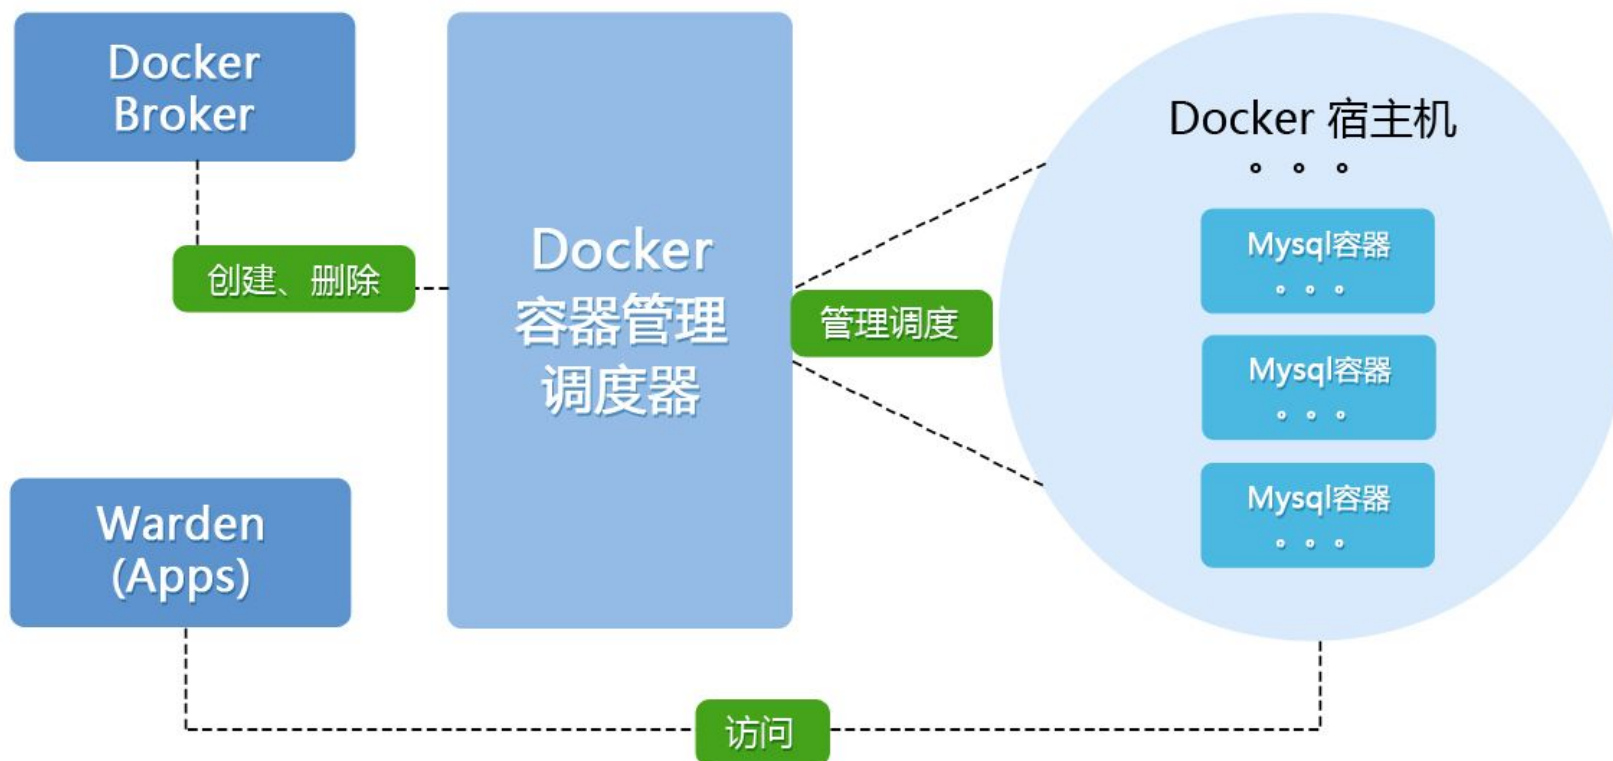 Docker
Broker
创建、删除
Docker
容器管理
调度器
管理调度
Docker 宿主机
。。。
Mysql容器
。。。
Mysql容器
。。。
Mysql容器
。。。
Warden
(Apps)
访问